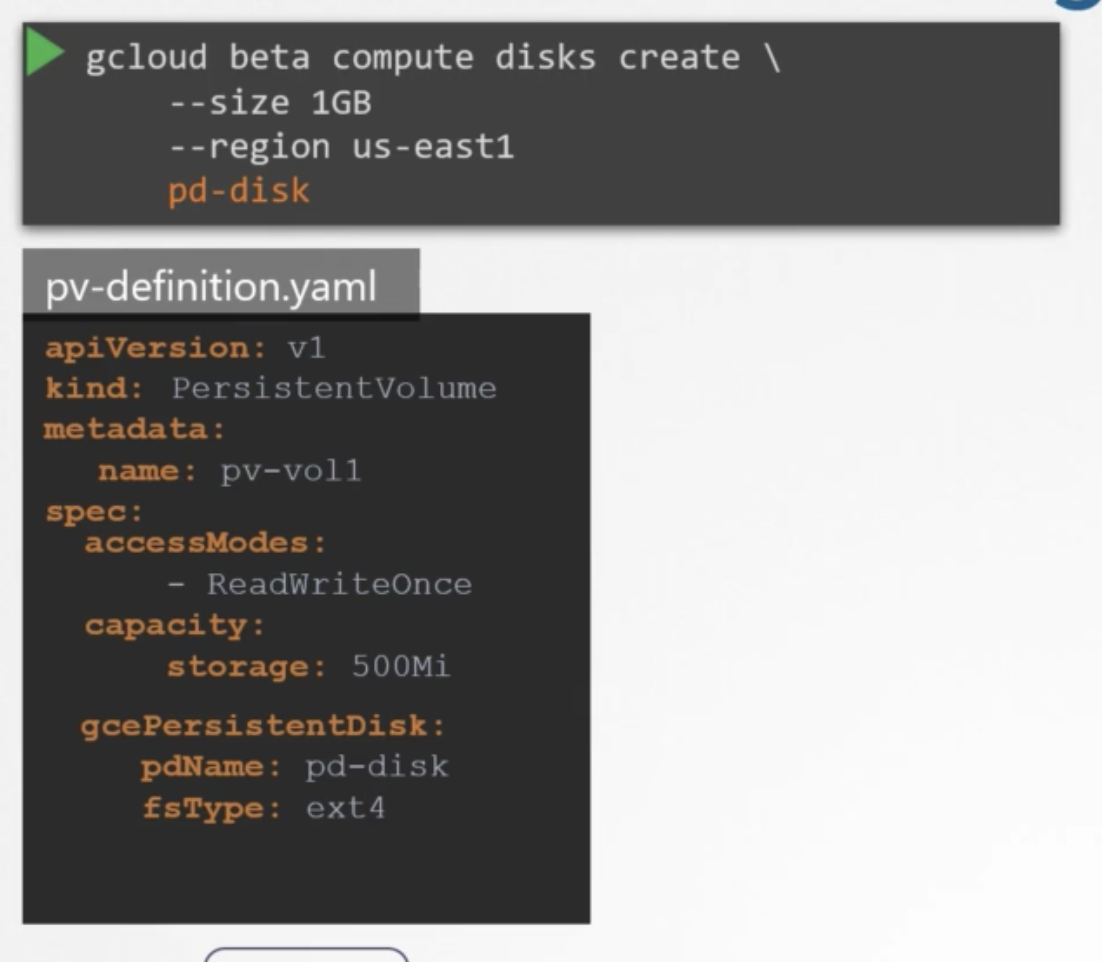 gcloud beta compute disks create \
--size 1GB
--region us-east1
pd-disk
pv-definition.yaml
apiVersion: v1
kind: PersistentVolume
metadata:
name: pv-vol1
spec:
accessModes:
- ReadWriteOnce
capacity:
storage: 500Mi
gcePersistentDisk:
pdName: pd-disk
fsType: ext4